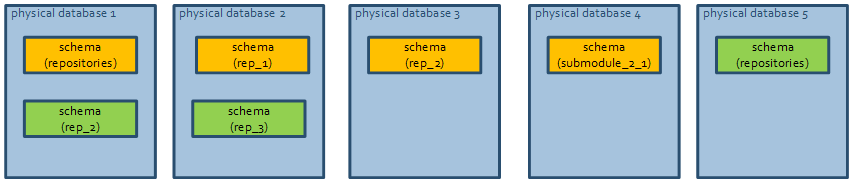 physical database 1
schema
(repositories)
schema
(rep_2)
physical database 2
schema
(rep_1)
schema
(rep_3)
physical database 3
schema
(rep_2)
physical database 4
schema
(submodule_2_1)
physical database 5
schema
(repositories)